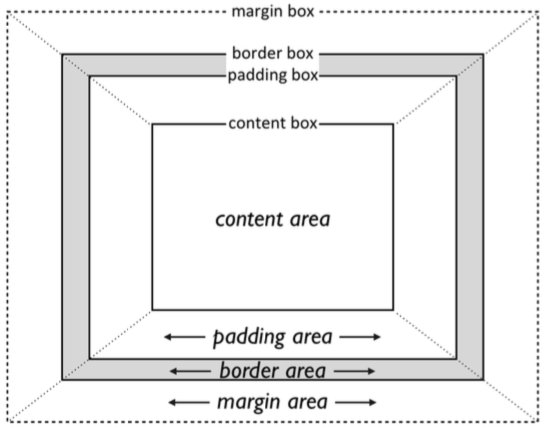 margin box
border box
padding box
content box
content area
padding area
border area
margin area